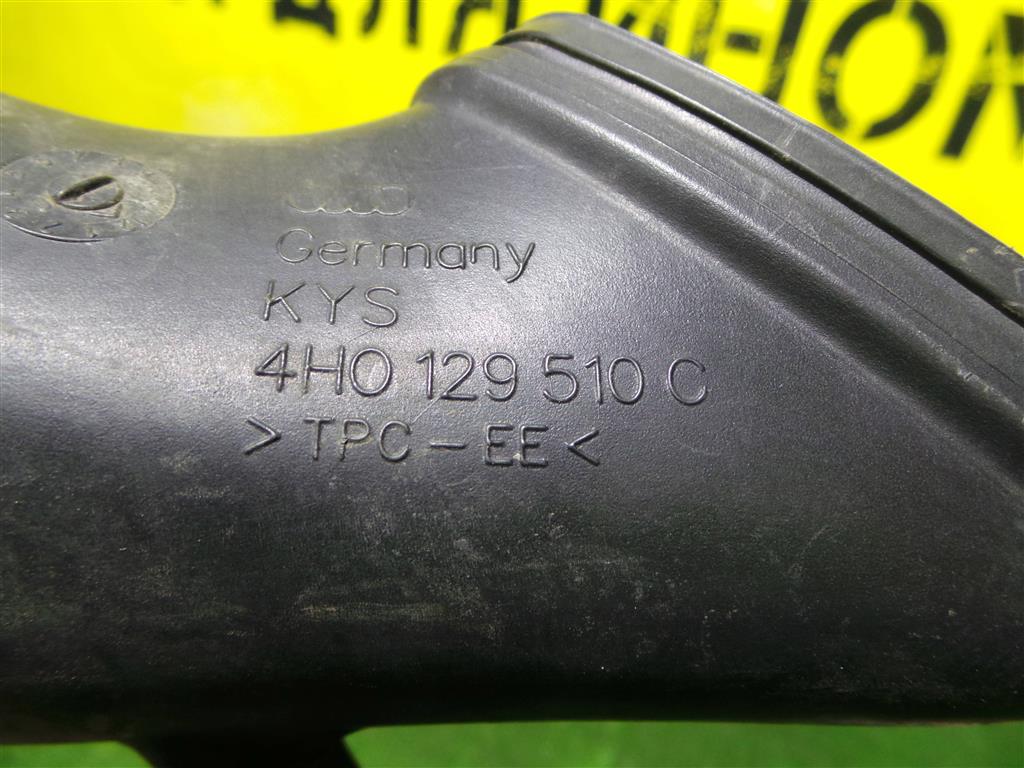 Germany
KYS
4H0 129 510 C
>TPC-EE<